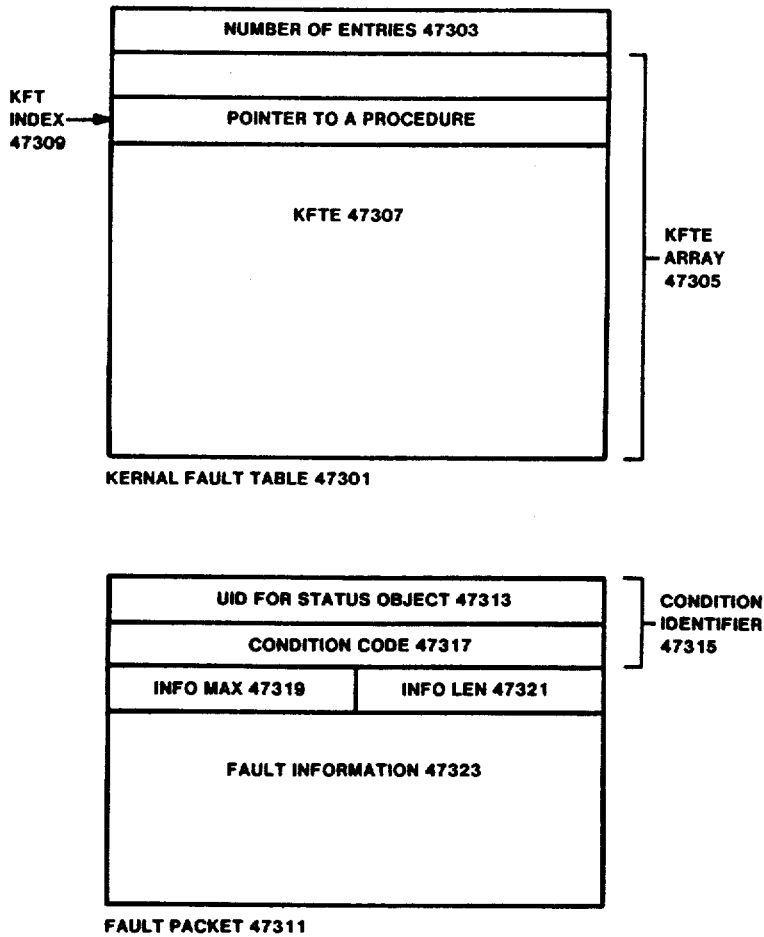 NUMBER OF ENTRIES 47303
KFT
INDEX
47309
POINTER TO A PROCEDURE
KFTE 47307
KFTE
ARRAY
47305
KERNAL FAULT TABLE 47301
UID FOR STATUS OBJECT 47313
CONDITION
IDENTIFIER
47315
CONDITION CODE 47317
INFO MAX 47319
INFO LEN 47321
FAULT INFORMATION 47323
FAULT PACKET 47311